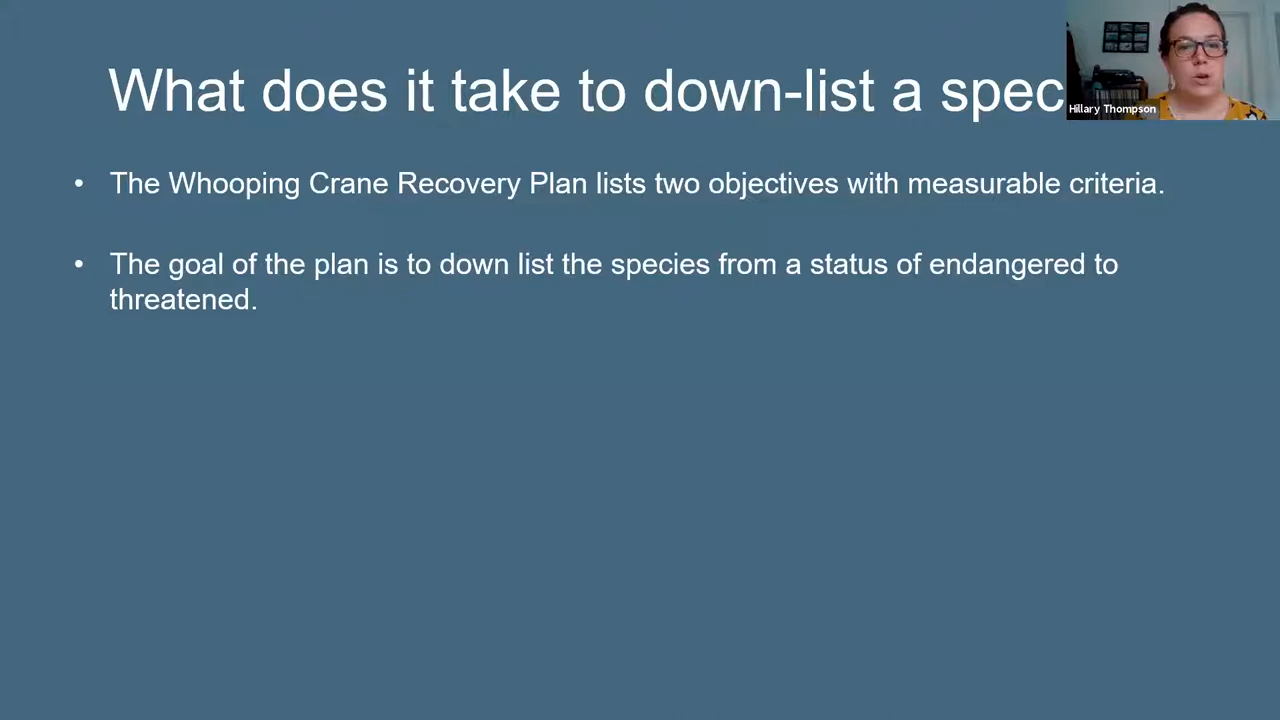 What does it take to down-list a spec
Hillary Thompson
• The Whooping Crane Recovery Plan lists two objectives with measurable criteria.
• The goal of the plan is to down list the species from a status of endangered to
threatened.